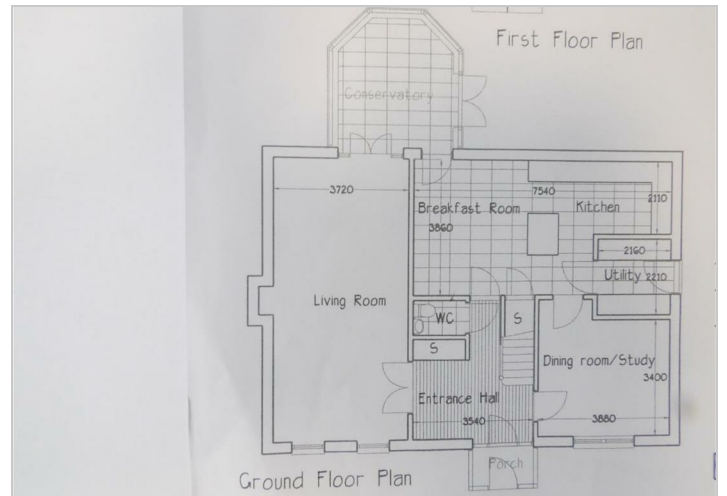 First Floor Plan
Conservatory
3720
7540
Breakfast Room
Kitchen
2110
3860
2160
Utility
2210
Living Room
WC
S
S
Dining room/Study
3400
Entrance Hall
3540
3880
Porch
Ground Floor Plan